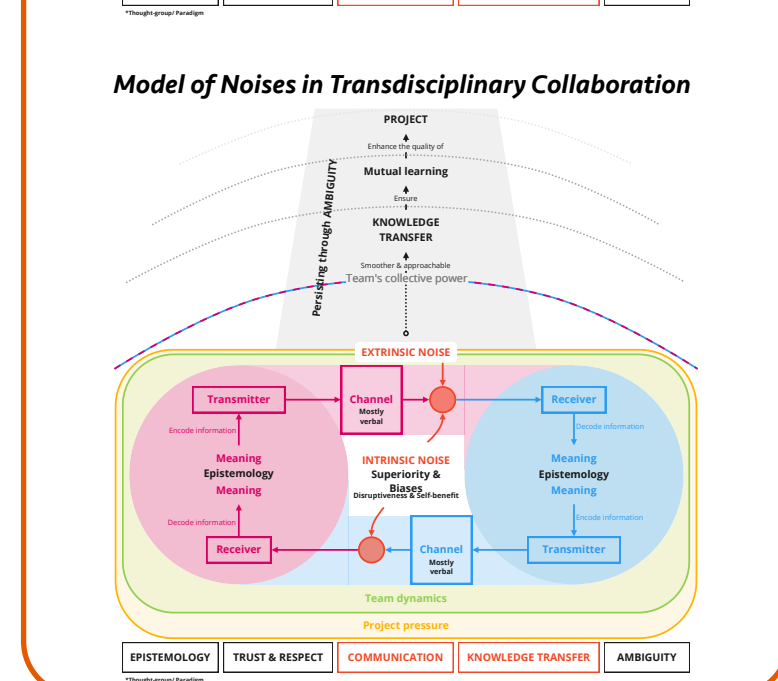 *Thought-group/ Paradigm
Model of Noises in Transdisciplinary Collaboration
PROJECT
Enhance the quality of
Mutual learning
Ensure
KNOWLEDGE
TRANSFER
Smoother & approachable
Team's collective power
Persisting through AMBIGUITY
EXTRINSIC NOISE
Transmitter
Channel
Mostly
verbal
Receiver
Encode information
Decode information
Meaning
Epistemology
Meaning
INTRINSIC NOISE
Superiority &
Biases
Disruptiveness & Self-benefit
Meaning
Epistemology
Meaning
Decode information
Encode information
Receiver
Channel
Mostly
verbal
Transmitter
Team dynamics
Project pressure
EPISTEMOLOGY
TRUST & RESPECT
COMMUNICATION
KNOWLEDGE TRANSFER
AMBIGUITY
*Thought-group/ Paradigm